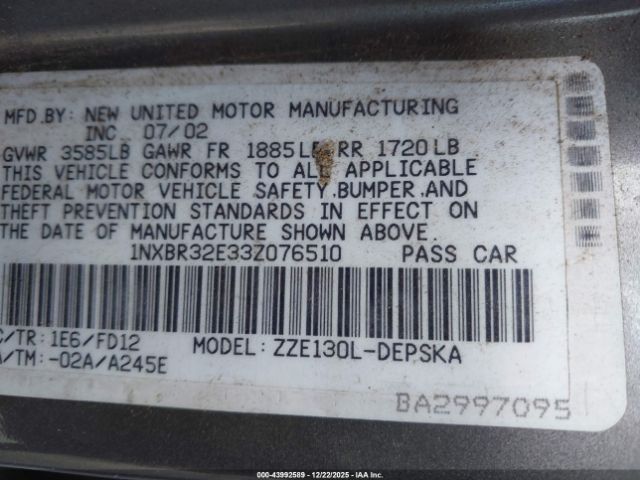 MFD.BY: NEW UNITED MOTOR MANUFACTURING
INC. 07/02
GVWR 3585LB GAWR FR 1885LB RR 1720LB
THIS VEHICLE CONFORMS TO ALL APPLICABLE
FEDERAL MOTOR VEHICLE SAFETY, BUMPER, AND
THEFT PREVENTION STANDARDS IN EFFECT ON
THE DATE OF MANUFACTURE SHOWN ABOVE.
1NXBR32E33Z076510 PASS CAR
C/TR: 1E6/FD12
A/TM: -02A/A245E
MODEL: ZZE130L-DEPSKA
BA2997095
© 43992589 | 12/22/2025 - IAA, Inc.